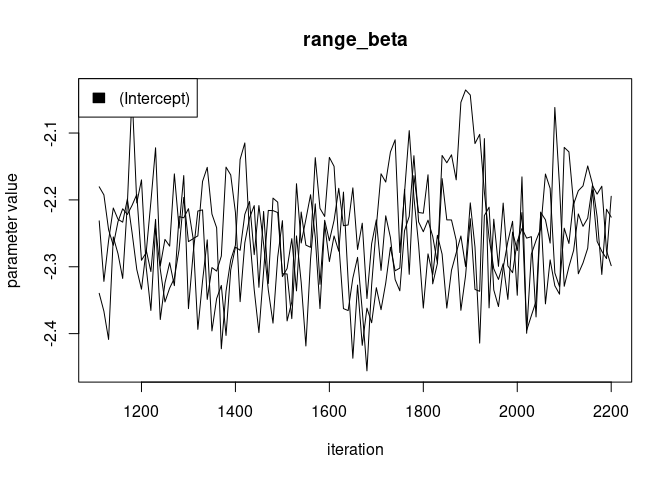 range_beta
(Intercept)
-2.1
-2.2
-2.3
-2.4
parameter value
1200 1400 1600 1800 2000 2200
iteration